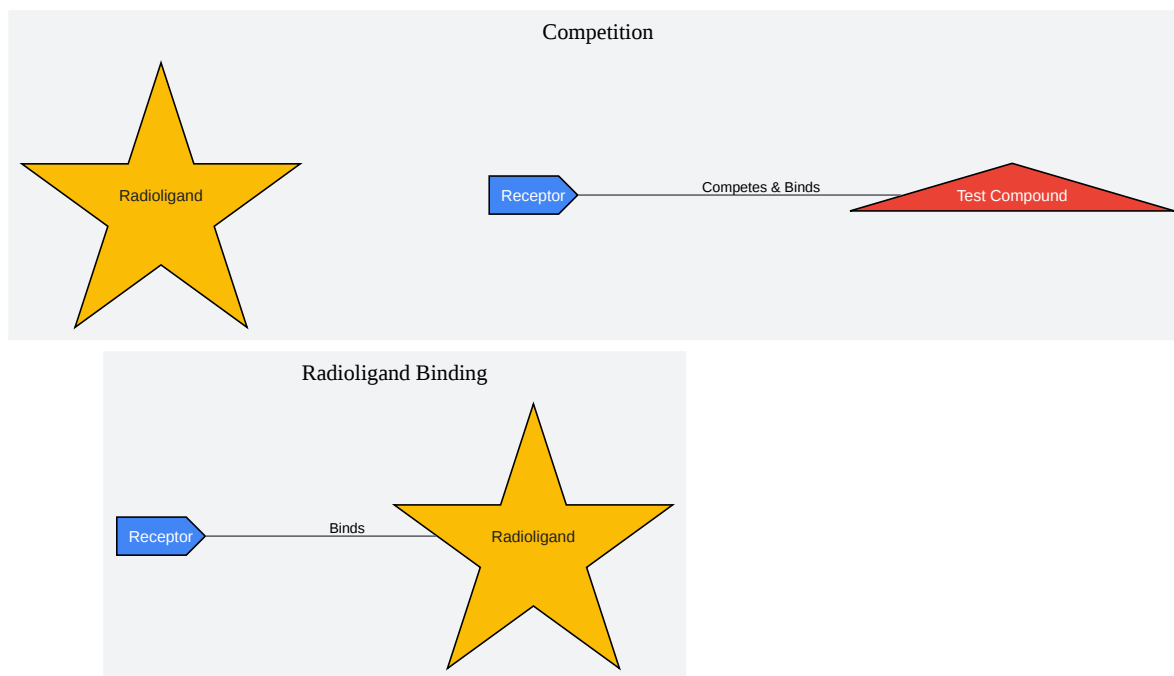 Competition
Radioligand
Receptor
Competes & Binds
Test Compound
Radioligand Binding
Receptor
Binds
Radioligand